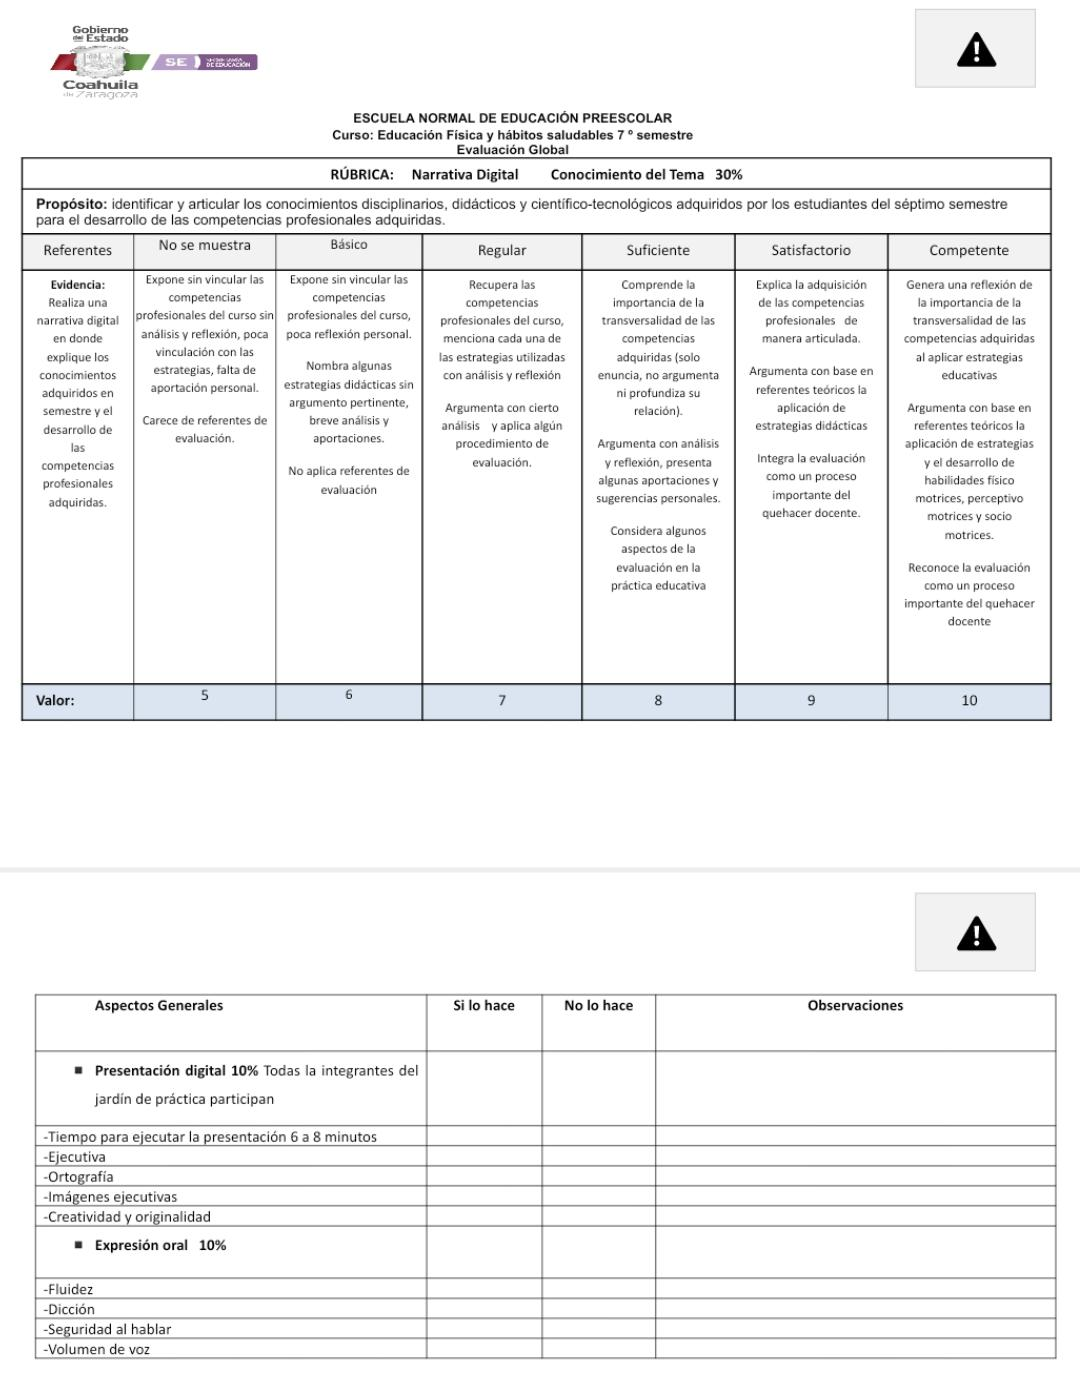 Gobierno
del Estado
Coahuila
de Zaragoza
SE
DE EDUCACIÓN
ESCUELA NORMAL DE EDUCACIÓN PREESCOLAR
Curso: Educación Física y hábitos saludables 7 º semestre
Evaluación Global
RÚBRICA: Narrativa Digital Conocimiento del Tema 30%
Propósito: identificar y articular los conocimientos disciplinarios, didácticos y científico-tecnológicos adquiridos por los estudiantes del séptimo semestre
para el desarrollo de las competencias profesionales adquiridas.
Referentes
No se muestra
Básico
Regular
Suficiente
Satisfactorio
Competente
Evidencia:
Realiza una
narrativa digital
en donde
explique los
conocimientos
adquiridos en
semestre y el
desarrollo de
las
competencias
profesionales
adquiridas.
Expone sin vincular las
competencias
profesionales del curso sin
análisis y reflexión, poca
vinculación con las
estrategias, falta de
aportación personal.
Carece de referentes de
evaluación.
Expone sin vincular las
competencias
profesionales del curso,
poca reflexión personal.
Nombra algunas
estrategias didácticas sin
argumento pertinente,
breve análisis y
aportaciones.
No aplica referentes de
evaluación
Recupera las
competencias
profesionales del curso,
menciona cada una de
las estrategias utilizadas
con análisis y reflexión
Argumenta con cierto
análisis y aplica algún
procedimiento de
evaluación.
Comprende la
importancia de la
transversalidad de las
competencias
adquiridas (solo
enuncia, no argumenta
ni profundiza su
relación).
Argumenta con análisis
y reflexión, presenta
algunas aportaciones y
sugerencias personales.
Considera algunos
aspectos de la
evaluación en la
práctica educativa
Explica la adquisición
de las competencias
profesionales de
manera articulada.
Argumenta con base en
referentes teóricos la
aplicación de
estrategias didácticas
Integra la evaluación
como un proceso
importante del
quehacer docente.
Genera una reflexión de
la importancia de la
transversalidad de las
competencias adquiridas
al aplicar estrategias
educativas
Argumenta con base en
referentes teóricos la
aplicación de estrategias
y el desarrollo de
habilidades físico
motrices, perceptivo
motrices y socio
motrices.
Reconoce la evaluación
como un proceso
importante del quehacer
docente
Valor:
5
6
7
8
9
10
Aspectos Generales
Si lo hace
No lo hace
Observaciones
▪ Presentación digital 10% Todas la integrantes del
jardín de práctica participan
-Tiempo para ejecutar la presentación 6 a 8 minutos
-Ejecutiva
-Ortografía
-Imágenes ejecutivas
-Creatividad y originalidad
▪ Expresión oral 10%
-Fluidez
-Dicción
-Seguridad al hablar
-Volumen de voz